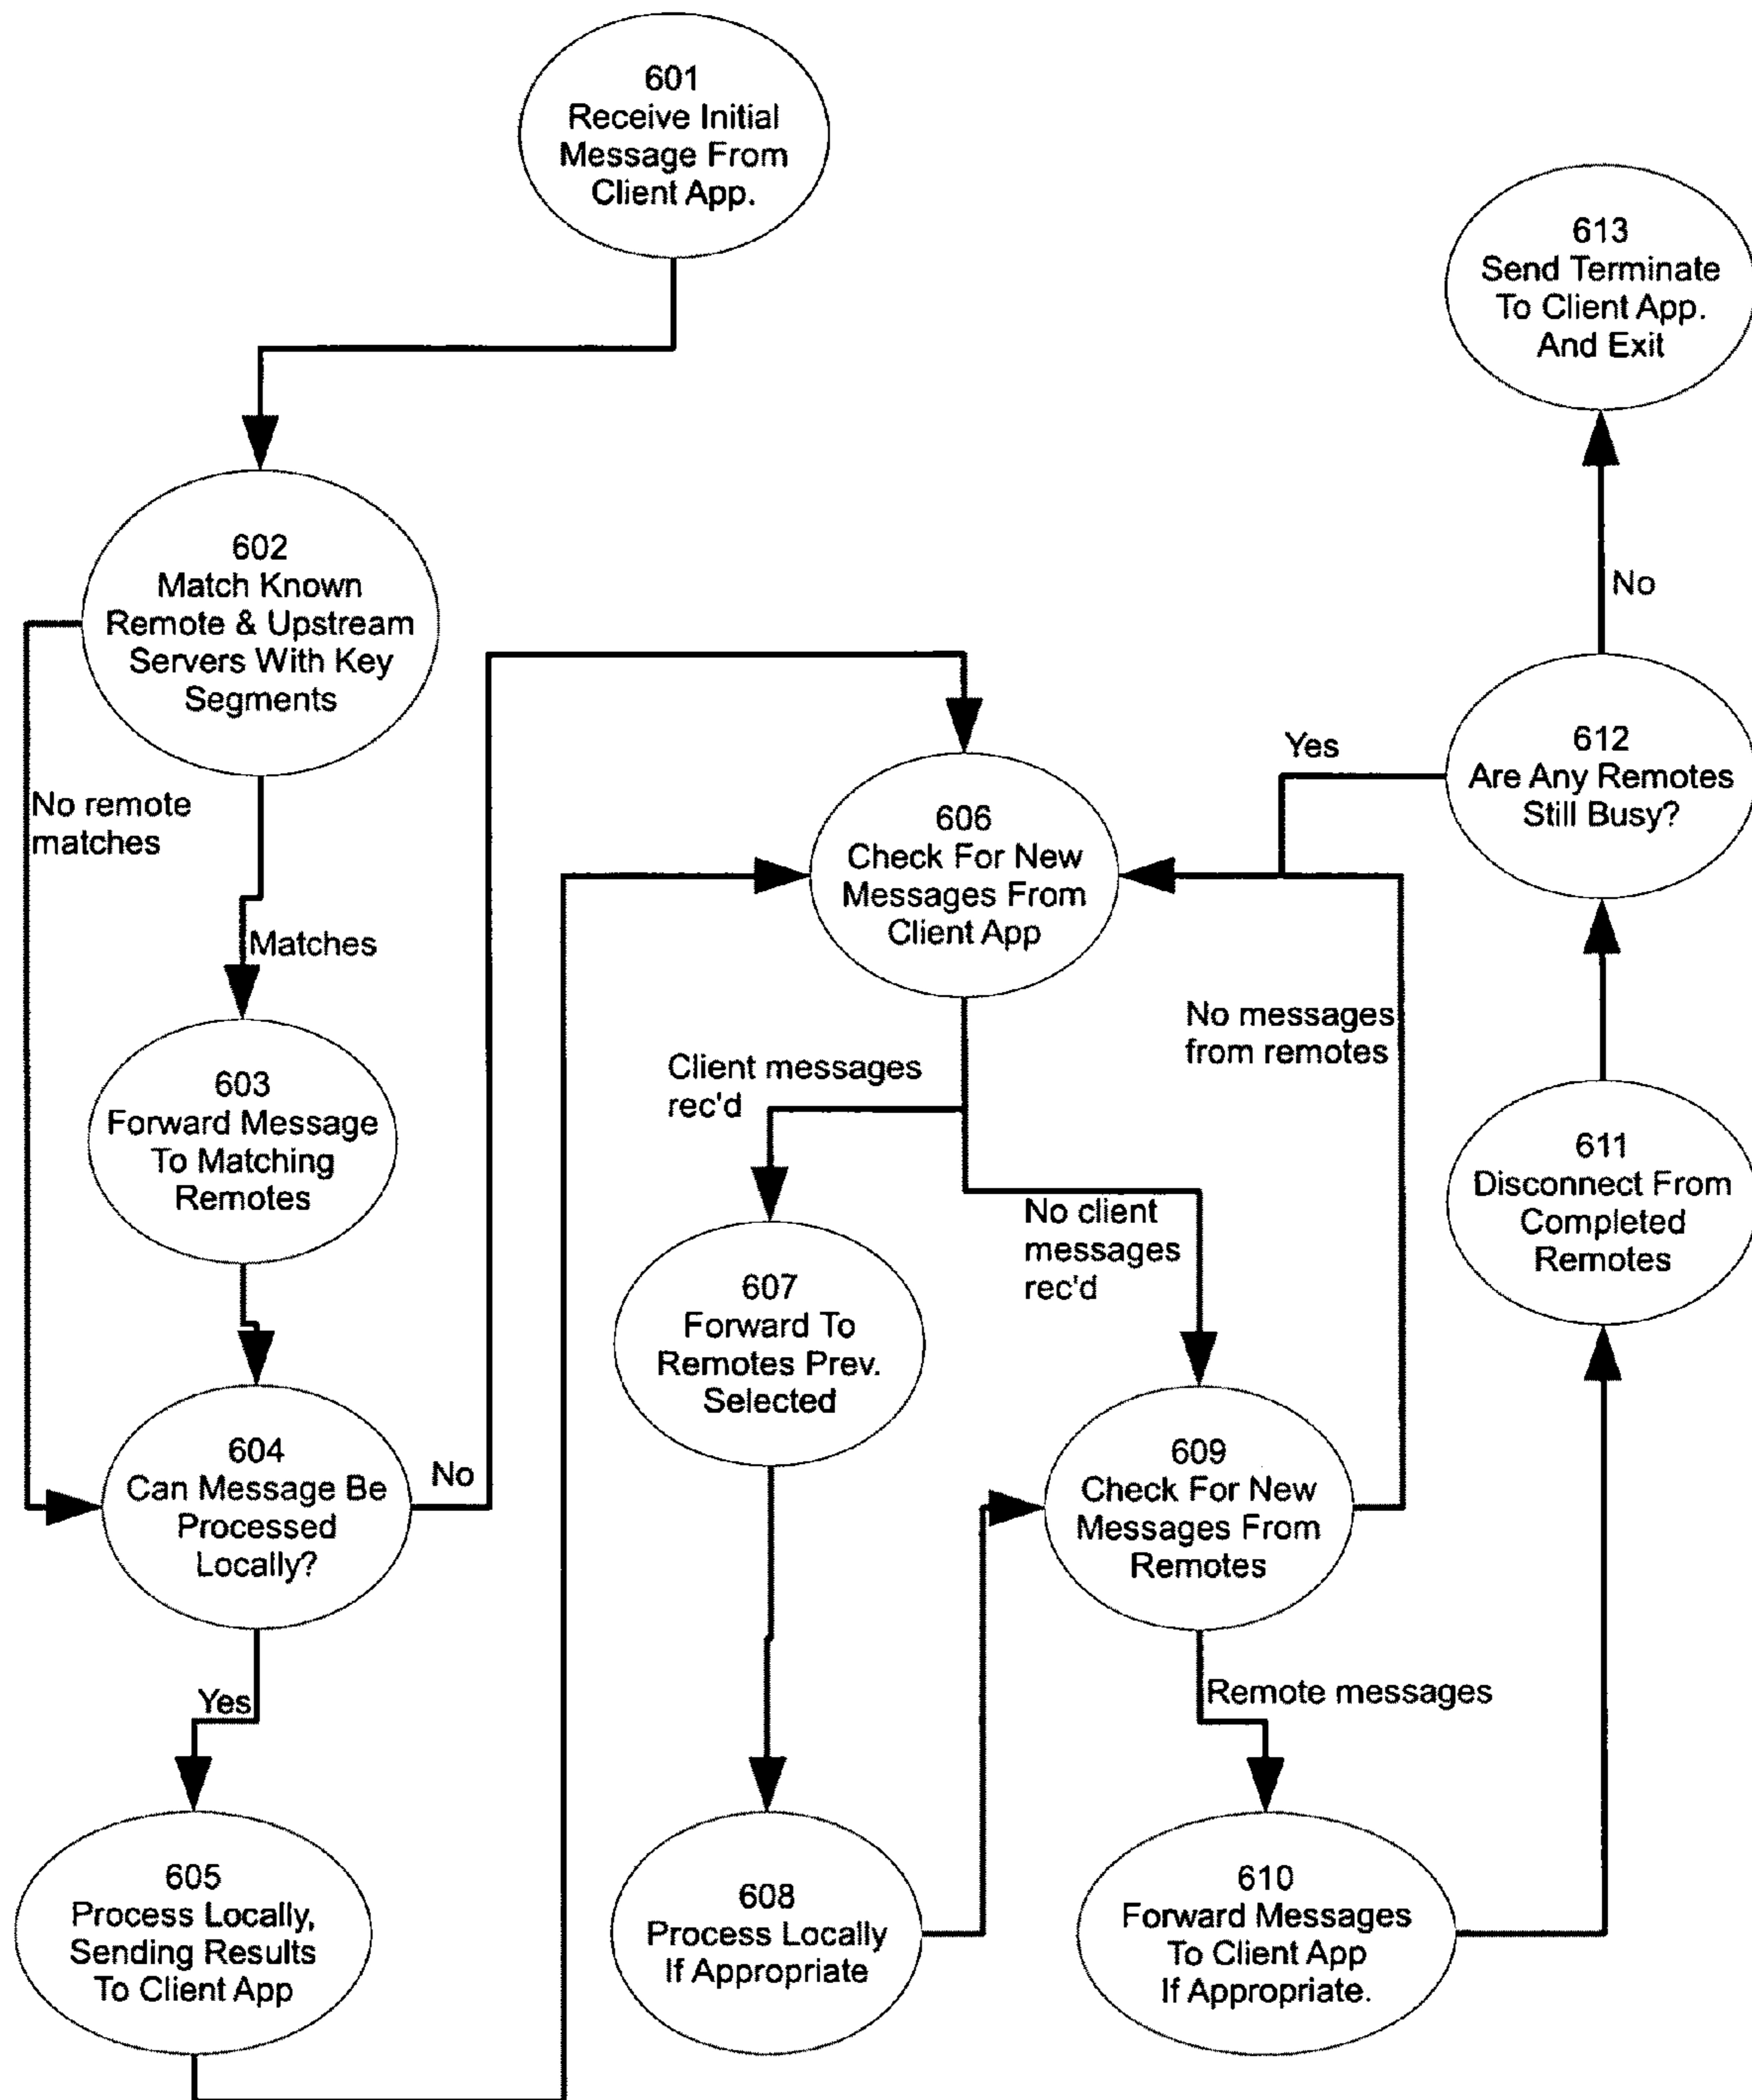 601
Receive Initial
Message From
Client App.
613
Send Terminate
To Client App.
And Exit
No
602
Match Known
Remote & Upstream
Servers With Key
Segments
No remote
matches
Matches
Yes
612
Are Any Remotes
Still Busy?
606
Check For New
Messages From
Client App
No messages
from remotes
Client messages
rec'd
603
Forward Message
To Matching
Remotes
611
Disconnect From
Completed
Remotes
No client
messages
rec'd
607
Forward To
Remotes Prev.
Selected
604
Can Message Be
Processed
Locally?
No
609
Check For New
Messages From
Remotes
Yes
Remote messages
605
Process Locally,
Sending Results
To Client App
608
Process Locally
If Appropriate
610
Forward Messages
To Client App
If Appropriate.